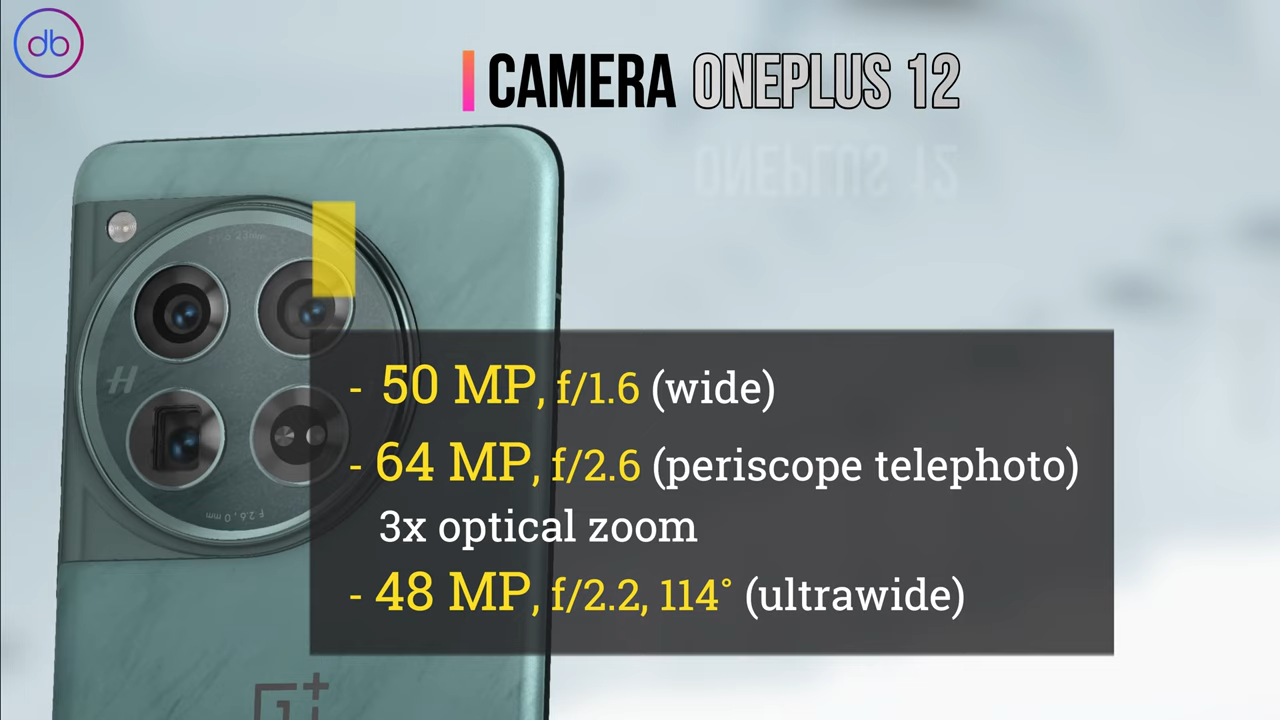 db
CAMERA ONEPLUS 12
- 50 MP, f/1.6 (wide)
- 64 MP, f/2.6 (periscope telephoto)
3x optical zoom
- 48 MP, f/2.2, 114° (ultrawide)
H